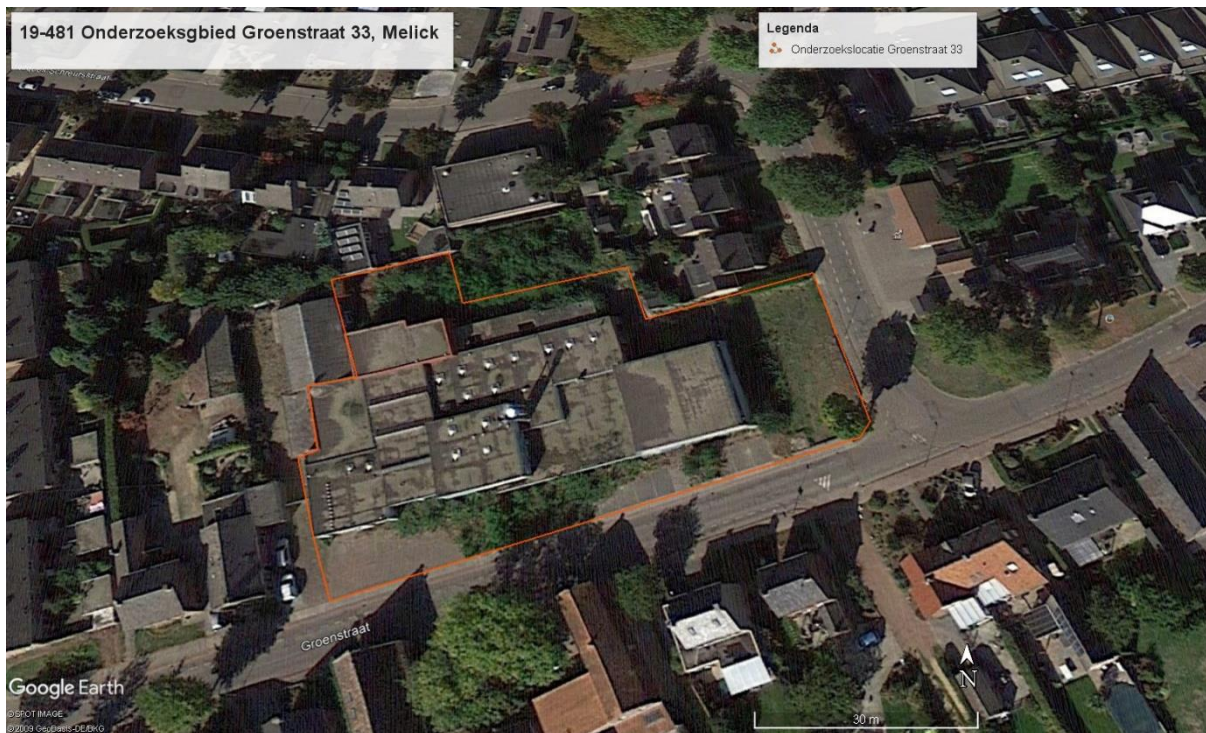 19-481 Onderzoeksgbied Groenstraat 33, Melick
Legenda
Onderzoekslocatie Groenstraat 33
Groenstraat
Google Earth
N
30 m
©SPOT IMAGE
©2009 GeoBasis-DE/BKG